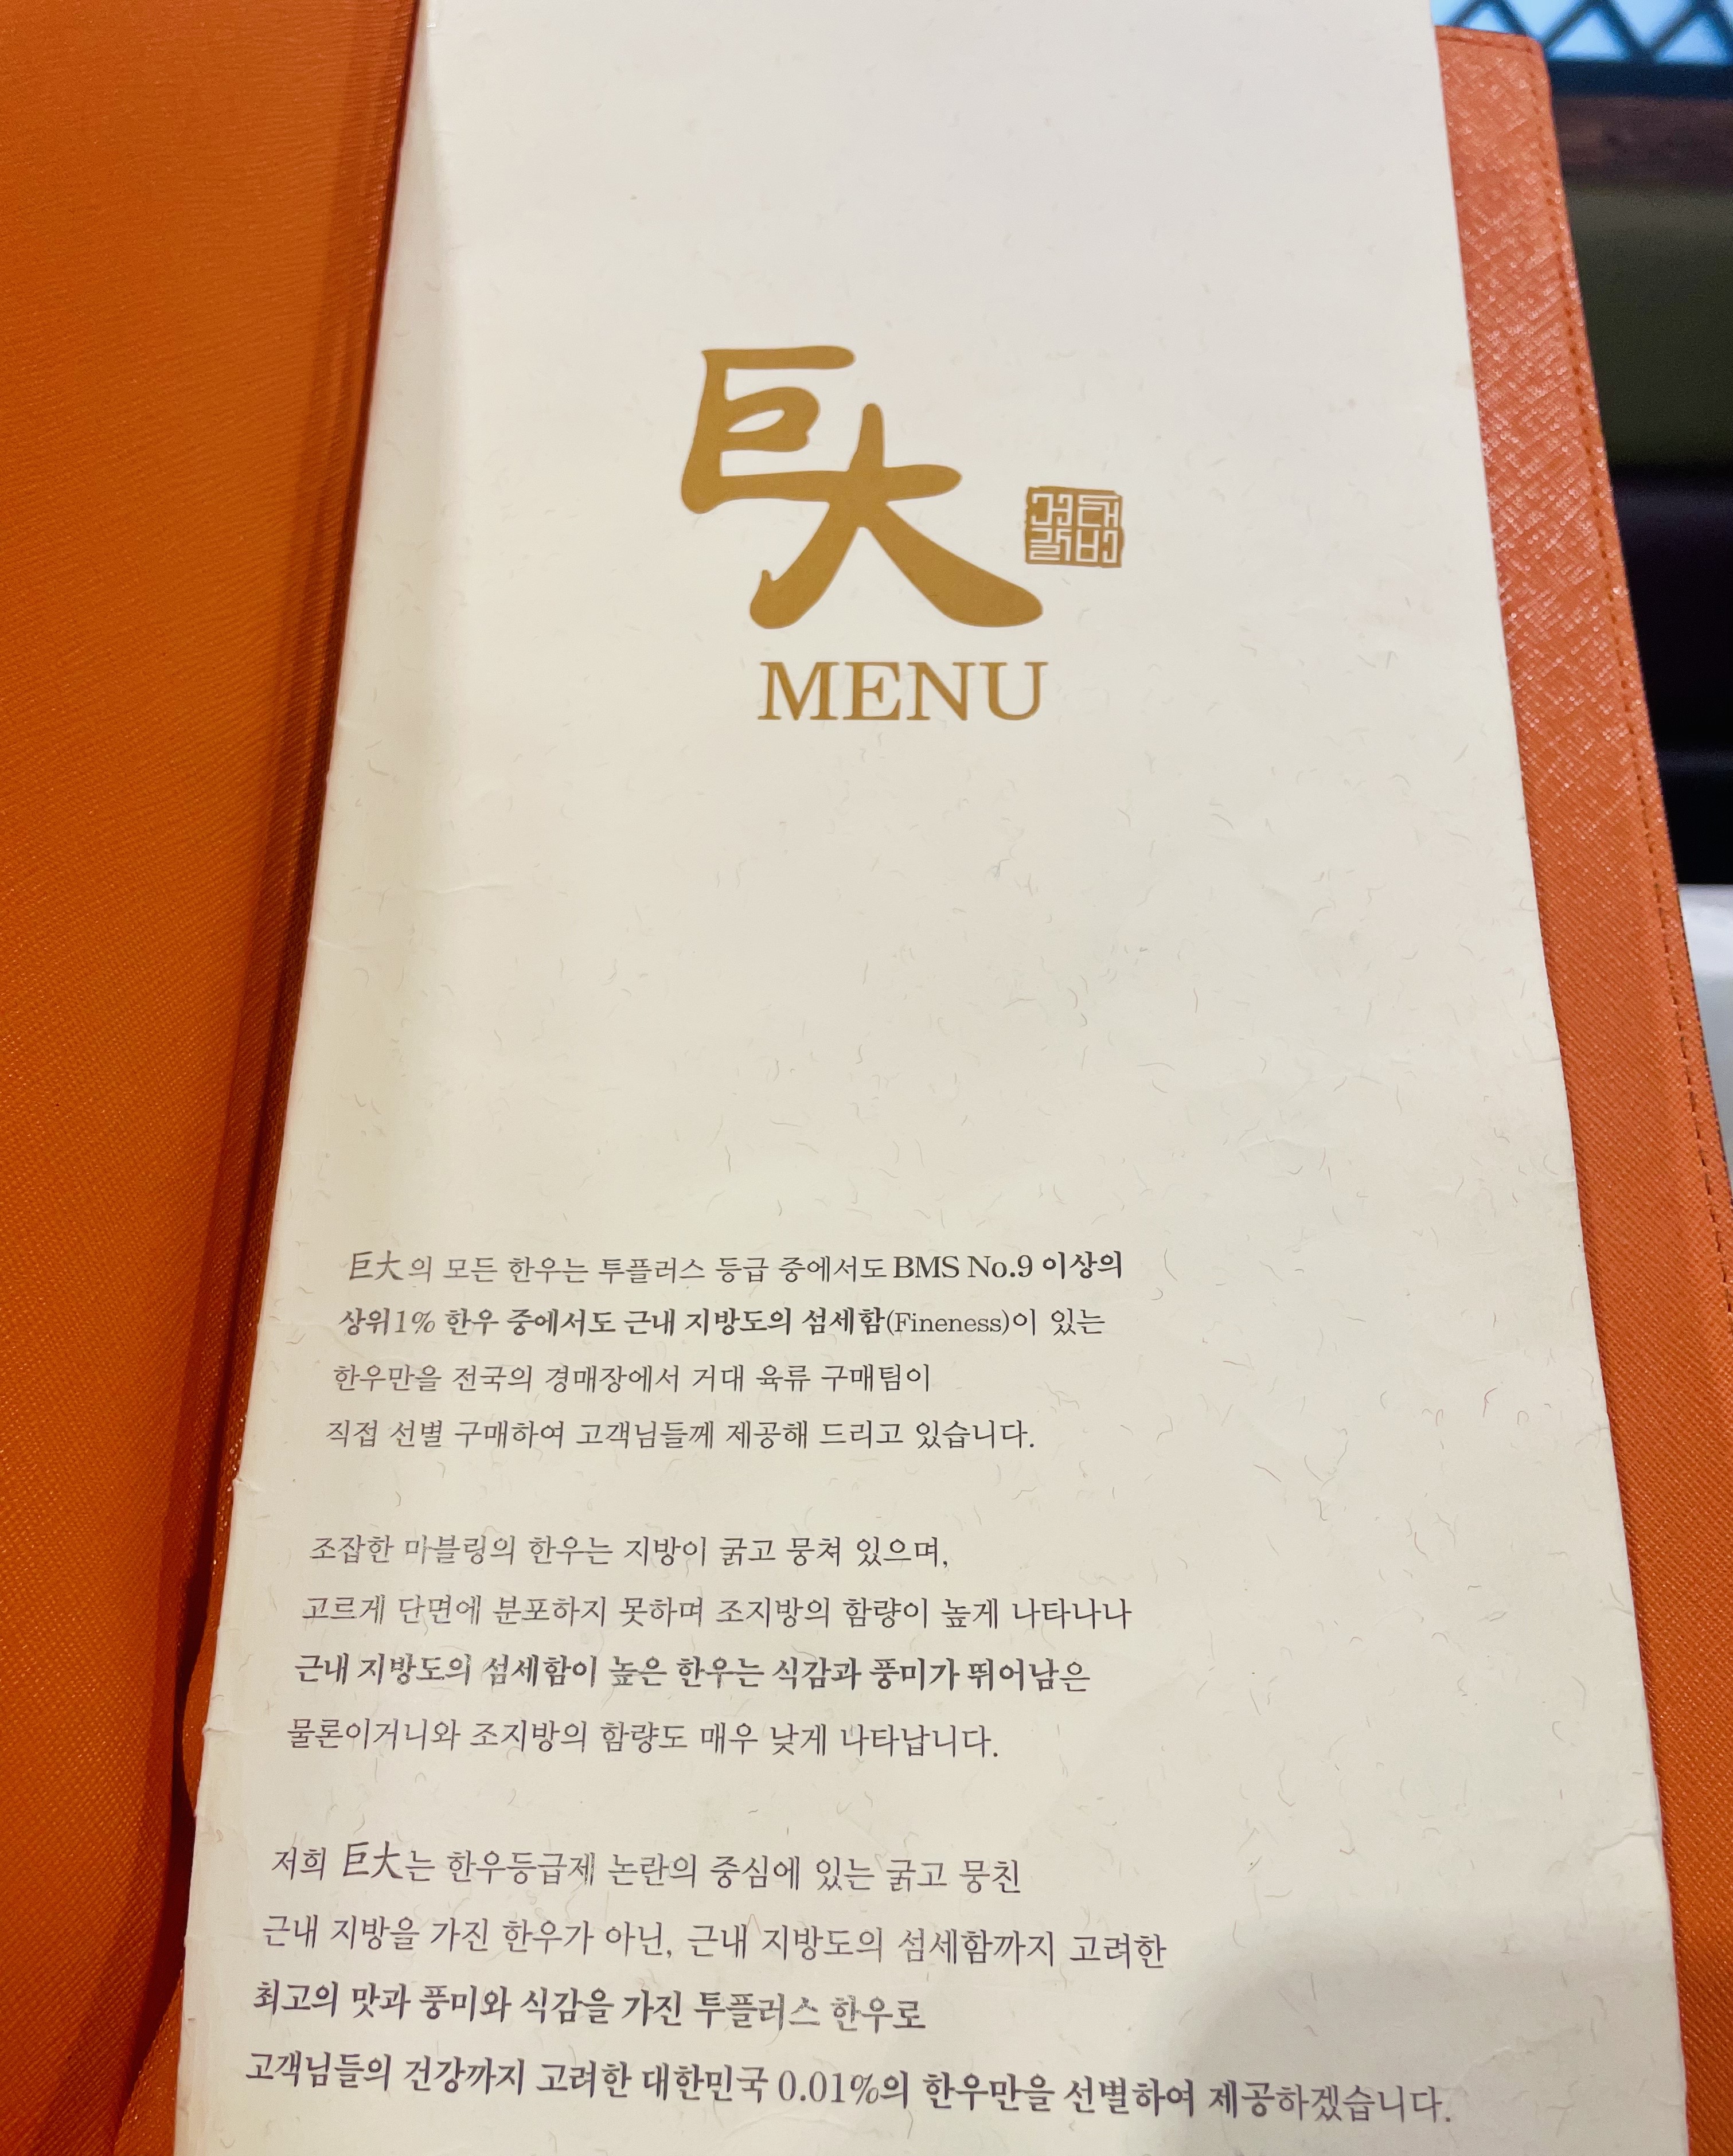 巨大
거대갈비
MENU
巨大의 모든 한우는 투플러스 등급 중에서도 BMS No.9 이상의
상위1% 한우 중에서도 근내 지방도의 섬세함(Fineness)이 있는
한우만을 전국의 경매장에서 거대 육류 구매팀이
직접 선별 구매하여 고객님들께 제공해 드리고 있습니다.
조잡한 마블링의 한우는 지방이 굵고 뭉쳐 있으며,
고르게 단면에 분포하지 못하며 조지방의 함량이 높게 나타나나
근내 지방도의 섬세함이 높은 한우는 식감과 풍미가 뛰어남은
물론이거니와 조지방의 함량도 매우 낮게 나타납니다.
저희 巨大는 한우등급제 논란의 중심에 있는 굵고 뭉친
근내 지방을 가진 한우가 아닌, 근내 지방도의 섬세함까지 고려한
최고의 맛과 풍미와 식감을 가진 투플러스 한우로
고객님들의 건강까지 고려한 대한민국 0.01%의 한우만을 선별하여 제공하겠습니다.